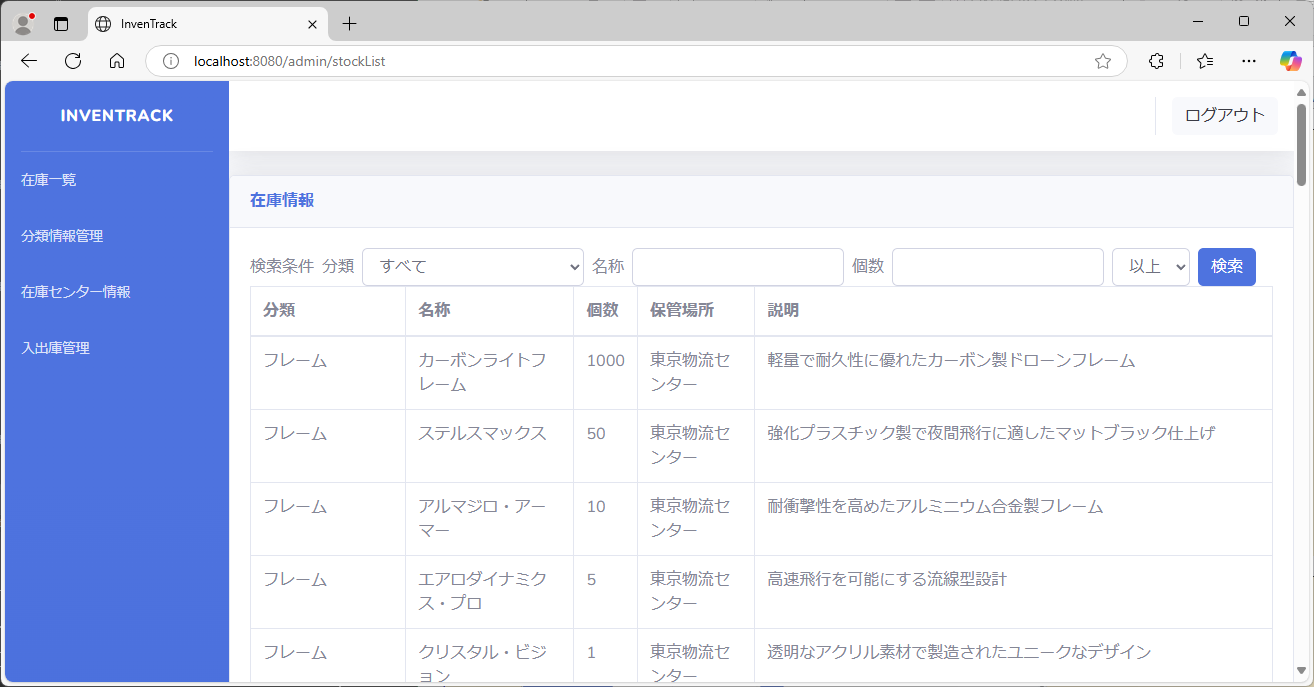 InvenTrack
localhost:8080/admin/stockList
INVENTRACK
ログアウト
在庫一覧
分類情報管理
在庫センター情報
入出庫管理
在庫情報
検索条件 分類 すべて 名称 個数 以上 検索
分類 名称 個数 保管場所 説明
フレーム カーボンライトフ 1000 東京物流セ 軽量で耐久性に優れたカーボン製ドローンフレーム
レーム ンター
フレーム ステルスマックス 50 東京物流セ 強化プラスチック製で夜間飛行に適したマットブラック仕上げ
ンター
フレーム アルマジロ・アー 10 東京物流セ 耐衝撃性を高めたアルミニウム合金製フレーム
マー ンター
フレーム エアロダイナミク 5 東京物流セ 高速飛行を可能にする流線型設計
ス・プロ ンター
フレーム クリスタル・ビジ 1 東京物流セ 透明なアクリル素材で製造されたユニークなデザイン
ョン ンター